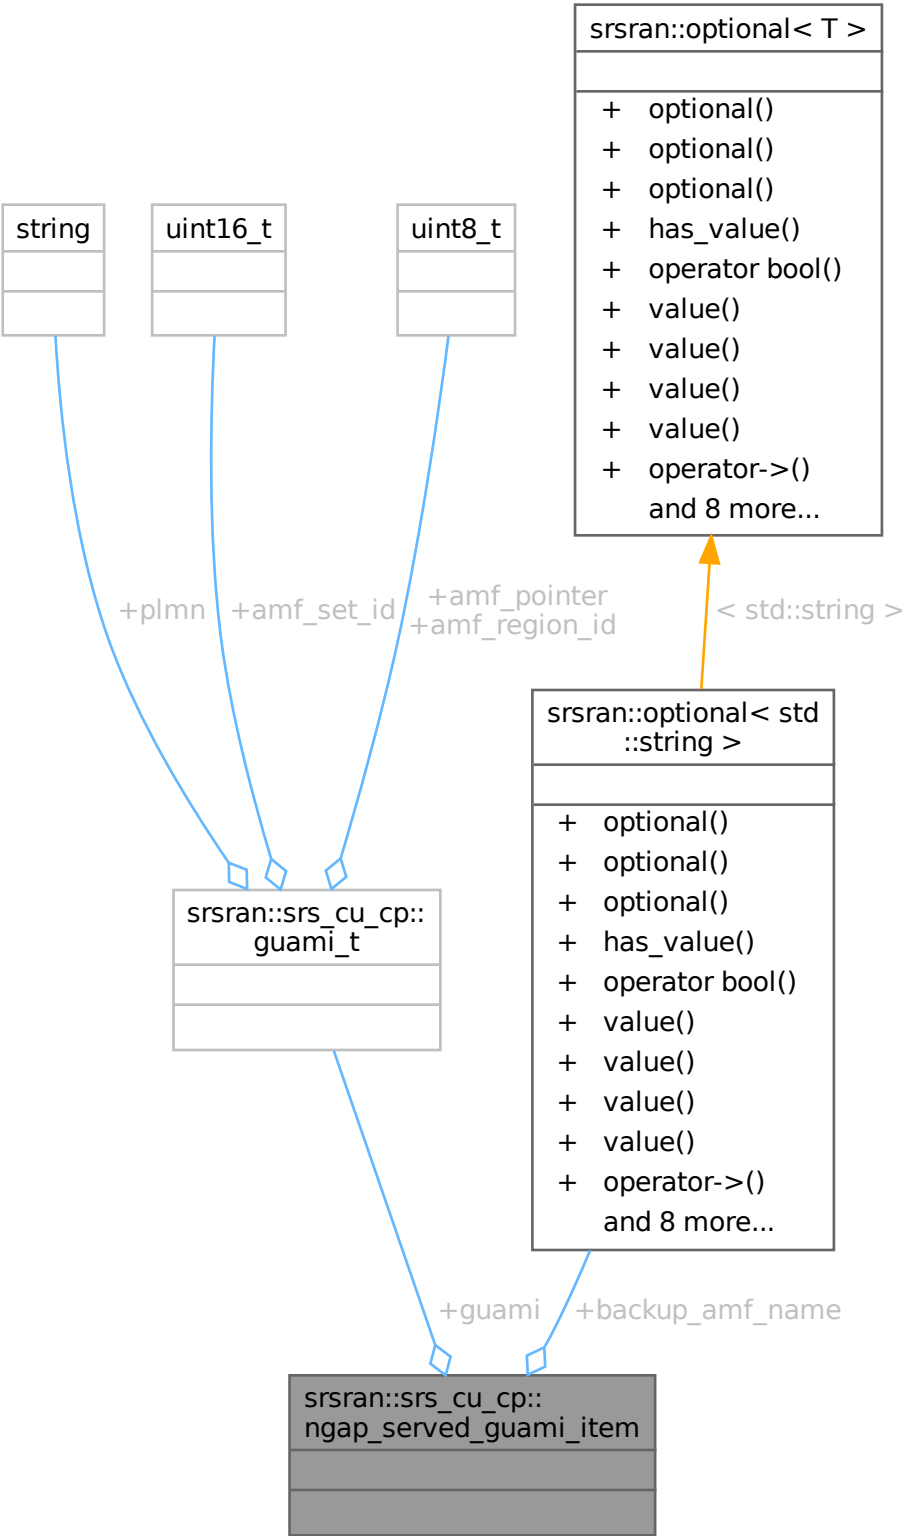 srsran::optional< T >
+ optional()
+ optional()
+ optional()
+ has_value()
+ operator bool()
+ value()
+ value()
+ value()
+ value()
+ operator->()
and 8 more...
string
uint16_t
uint8_t
+plmn
+amf_set_id
+amf_pointer
+amf_region_id
< std::string >
srsran::optional< std
::string >
+ optional()
+ optional()
+ optional()
+ has_value()
+ operator bool()
+ value()
+ value()
+ value()
+ value()
+ operator->()
and 8 more...
srsran::srs_cu_cp::
guami_t
+guami
+backup_amf_name
srsran::srs_cu_cp::
ngap_served_guami_item